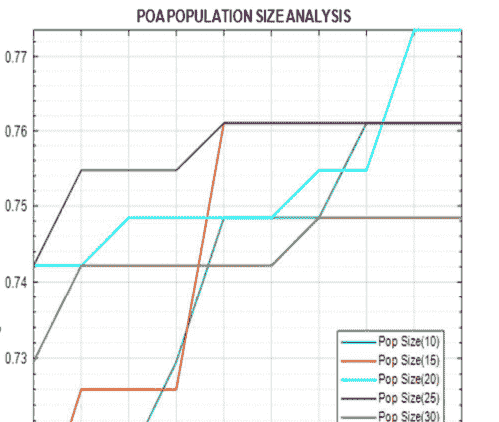 POA POPULATION SIZE ANALYSIS
0.77
0.76
0.75
0.74
0.73
Pop Size(10)
Pop Size(15)
Pop Size(20)
Pop Size(25)
Pop Size(30)